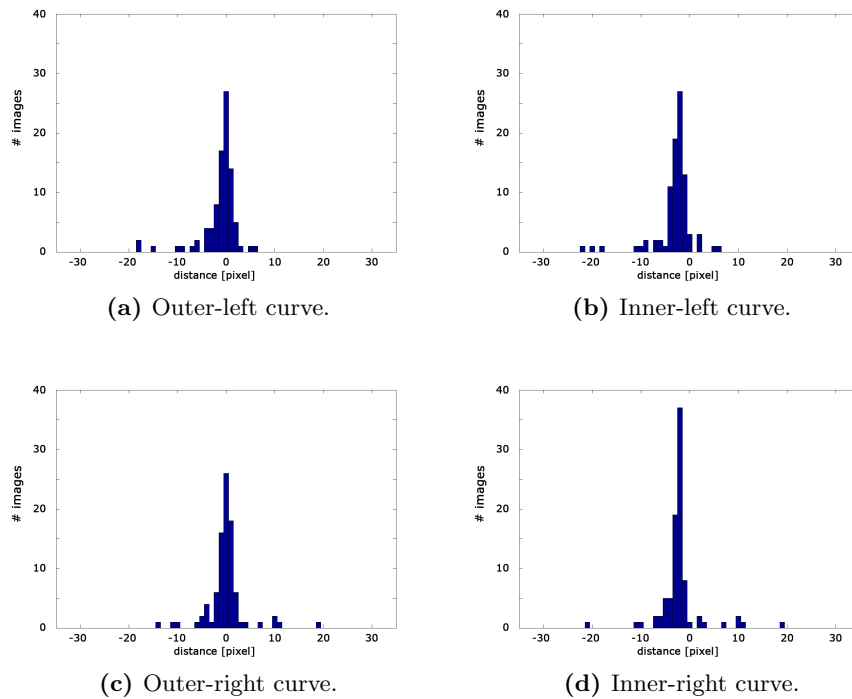 40
30
20
10
0
# images
-30 -20 -10 0 10 20 30
distance [pixel]
(a) Outer-left curve.
40
30
20
10
0
# images
-30 -20 -10 0 10 20 30
distance [pixel]
(b) Inner-left curve.
40
30
20
10
0
# images
-30 -20 -10 0 10 20 30
distance [pixel]
(c) Outer-right curve.
40
30
20
10
0
# images
-30 -20 -10 0 10 20 30
distance [pixel]
(d) Inner-right curve.